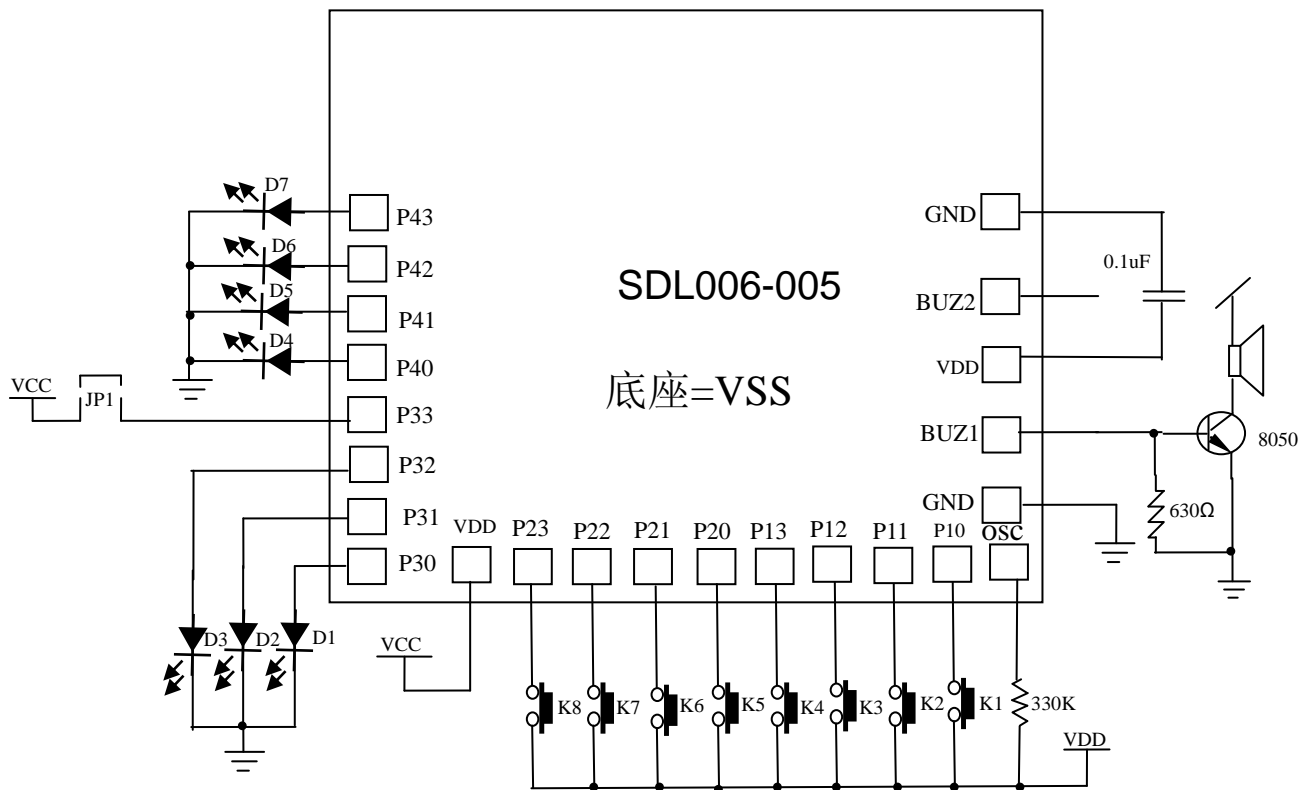 D7
P43
GND
D6
P42
0.1uF
SDL006-005
D5
P41
BUZ2
D4
P40
VDD
VCC
JP1
P33
底座=VSS
BUZ1
8050
P32
GND
630Ω
P31
VDD
P23
P22
P21
P20
P13
P12
P11
P10
OSC
P30
D3
D2
D1
VCC
K8
K7
K6
K5
K4
K3
K2
K1
330K
VDD